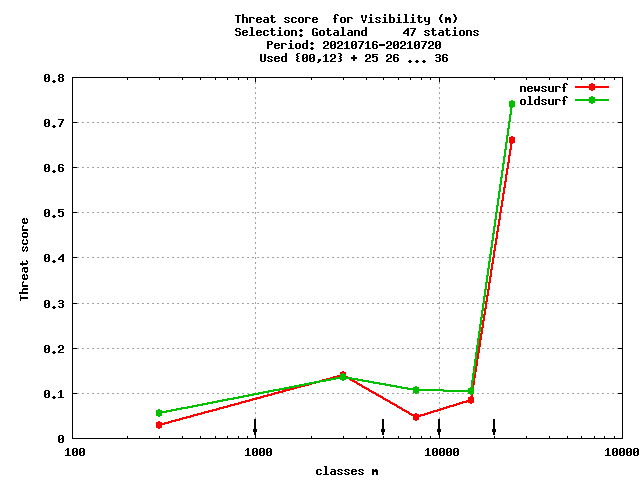 Threat score  for Visibility (m)
Selection: Gotaland     47 stations
Period: 20210716-20210720
Used {00,12} + 25 26 ... 36
newsurf
oldsurf
0.8
0.7
0.6
0.5
0.4
0.3
0.2
0.1
0
Threat score
100 1000 10000 10000
classes m